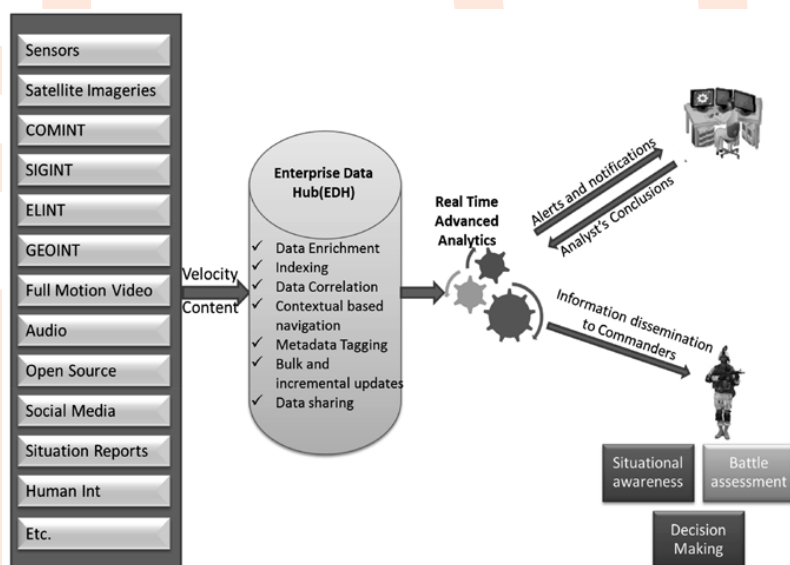 Sensors
Satellite Imageries
COMINT
SIGINT
ELINT
GEOINT
Full Motion Video
Audio
Open Source
Social Media
Situation Reports
Human Int
Etc.
Velocity
Content
Enterprise Data
Hub(EDH)
✓ Data Enrichment
✓ Indexing
✓ Data Correlation
✓ Contextual based
navigation
✓ Metadata Tagging
✓ Bulk and
incremental updates
✓ Data sharing
Real Time
Advanced
Analytics
Alerts and notifications
Analyst's Conclusions
Information dissemination
to Commanders
Situational
awareness
Battle
assessment
Decision
Making